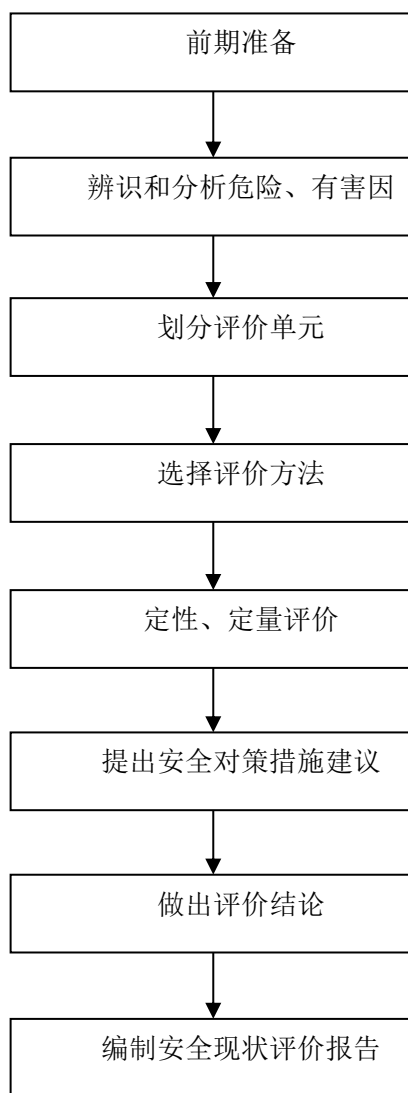 前期准备
辨识和分析危险、有害因
划分评价单元
选择评价方法
定性、定量评价
提出安全对策措施建议
做出评价结论
编制安全现状评价报告